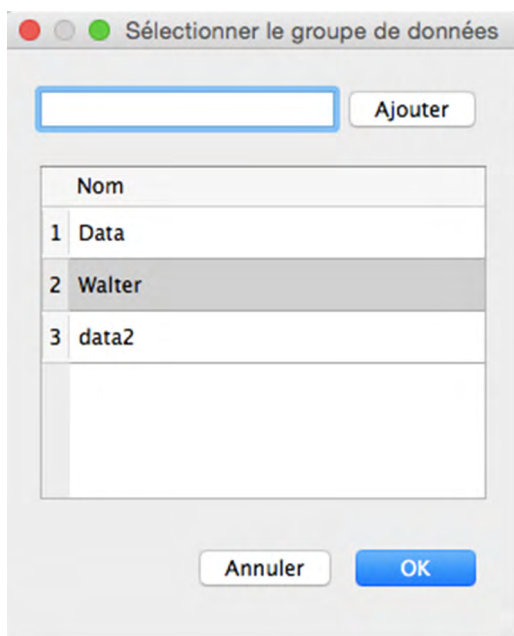 Sélectionner le groupe de données
Ajouter
Nom
1 Data
2 Walter
3 data2
Annuler OK